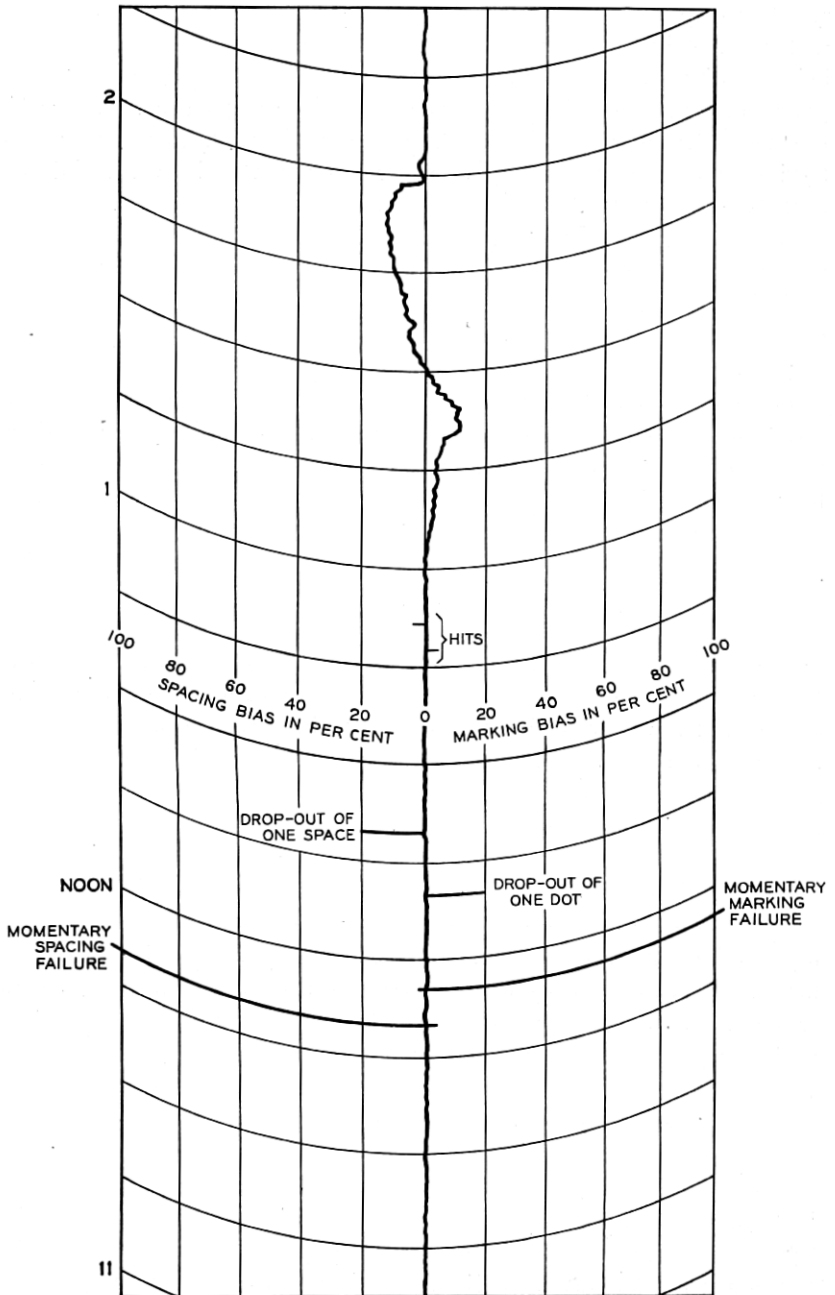 2
1
HITS
100
80
60
40
20
0
20
40
60
80
100
SPACING BIAS IN PER CENT
MARKING BIAS IN PER CENT
DROP-OUT OF
ONE SPACE
NOON
DROP-OUT OF
ONE DOT
MOMENTARY
MARKING
FAILURE
MOMENTARY
SPACING
FAILURE
11